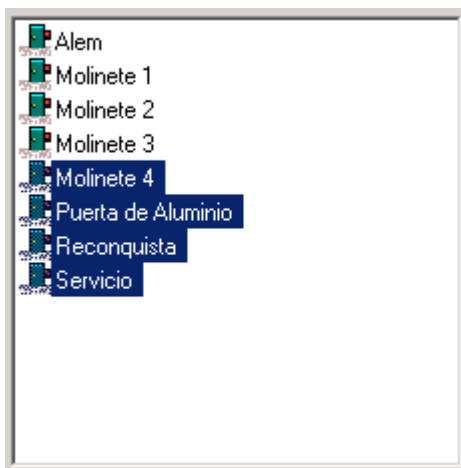 Alem
Molinete 1
Molinete 2
Molinete 3
Molinete 4
Puerta de Aluminio
Reconquista
Servicio